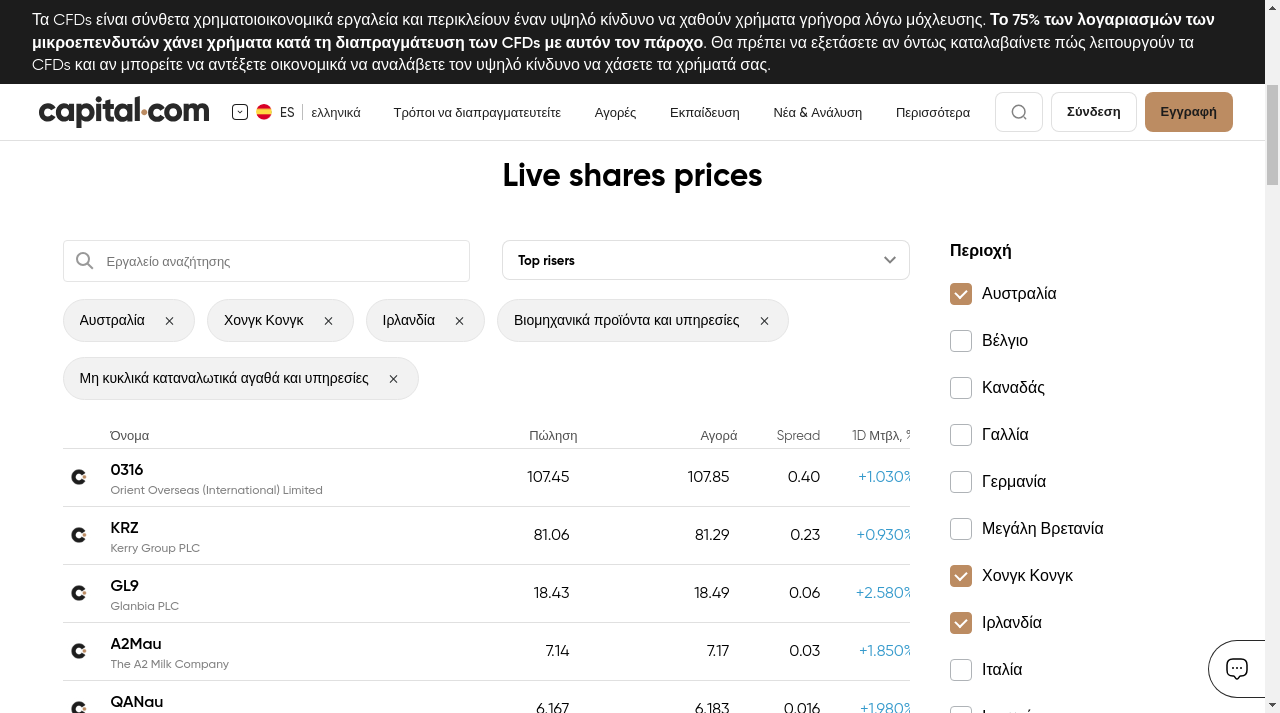 Τα CFDs είναι σύνθετα χρηματοιοικονομικά εργαλεία και περικλείουν έναν υψηλό κίνδυνο να χαθούν χρήματα γρήγορα λόγω μόχλευσης. Το 75% των λογαριασμών των
μικροεπενδυτών χάνει χρήματα κατά τη διαπραγμάτευση των CFDs με αυτόν τον πάροχο. Θα πρέπει να εξετάσετε αν όντως καταλαβαίνετε πώς λειτουργούν τα
CFDs και αν μπορείτε να αντέξετε οικονομικά να αναλάβετε τον υψηλό κίνδυνο να χάσετε τα χρήματά σας.
capital.com
ES
ελληνικά
Τρόποι να διαπραγματευτείτε
Αγορές
Εκπαίδευση
Νέα & Ανάλυση
Περισσότερα
Σύνδεση
Εγγραφή
Live shares prices
Εργαλείο αναζήτησης
Top risers
Αυστραλία
Χονγκ Κονγκ
Ιρλανδία
Βιομηχανικά προϊόντα και υπηρεσίες
Μη κυκλικά καταναλωτικά αγαθά και υπηρεσίες
Όνομα Πώληση Αγορά Spread 1D Μτβλ, %
0316
Orient Overseas (International) Limited
107.45 107.85 0.40 +1.030%
KRZ
Kerry Group PLC
81.06 81.29 0.23 +0.930%
GL9
Glanbia PLC
18.43 18.49 0.06 +2.580%
A2Mau
The A2 Milk Company
7.14 7.17 0.03 +1.850%
QANau
6.167 6.183 0.016 +1.980%
Περιοχή
Αυστραλία
Βέλγιο
Καναδάς
Γαλλία
Γερμανία
Μεγάλη Βρετανία
Χονγκ Κονγκ
Ιρλανδία
Ιταλία